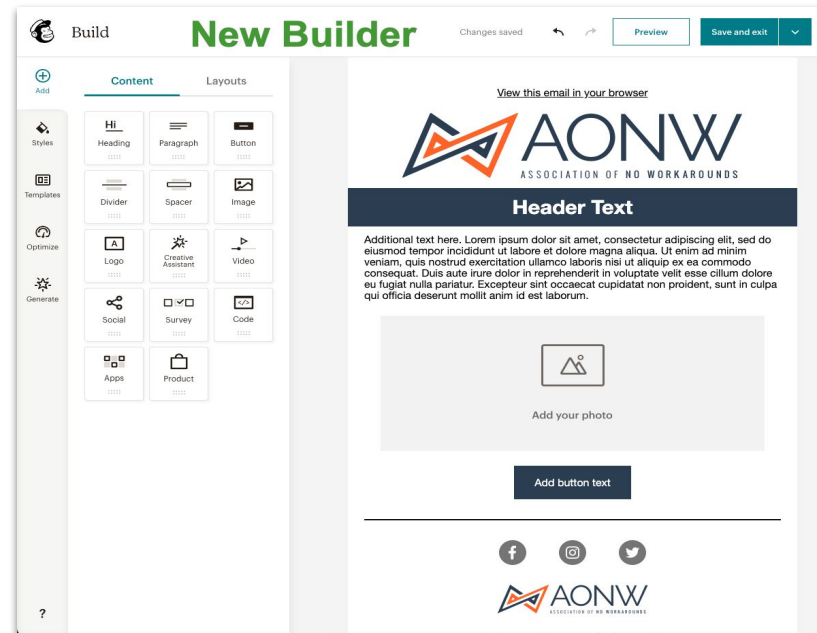 Build
New Builder
Changes saved
Preview
Save and exit
Add
Styles
Templates
Optimize
Generate
?
Content
Layouts
Hi
Heading
Paragraph
Button
Divider
Spacer
Image
A
Logo
Creative
Assistant
Video
Social
Survey
</>
Code
Apps
Product
View this email in your browser
AONW
ASSOCIATION OF NO WORKAROUNDS
Header Text
Additional text here. Lorem ipsum dolor sit amet, consectetur adipiscing elit, sed do
eiusmod tempor incididunt ut labore et dolore magna aliqua. Ut enim ad minim
veniam, quis nostrud exercitation ullamco laboris nisi ut aliquip ex ea commodo
consequat. Duis aute irure dolor in reprehenderit in voluptate velit esse cillum dolore
eu fugiat nulla pariatur. Excepteur sint occaecat cupidatat non proident, sunt in culpa
qui officia deserunt mollit anim id est laborum.
Add your photo
Add button text
AONW
ASSOCIATION OF NO WORKAROUNDS